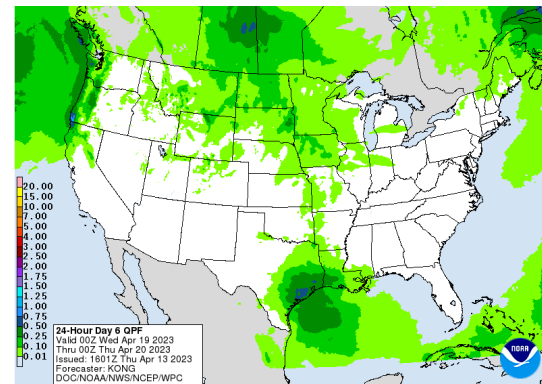 20.00
15.00
10.00
7.00
5.00
4.00
3.00
2.50
2.00
1.75
1.50
1.25
1.00
0.75
0.50
0.25
0.10
0.01
24-Hour Day 6 QPF
Valid 00Z Wed Apr 19 2023
Thru 00Z Thu Apr 20 2023
Issued: 1601Z Thu Apr 13 2023
Forecaster: KONG
DOC/NOAA/NWS/NCEP/WPC
NOAA